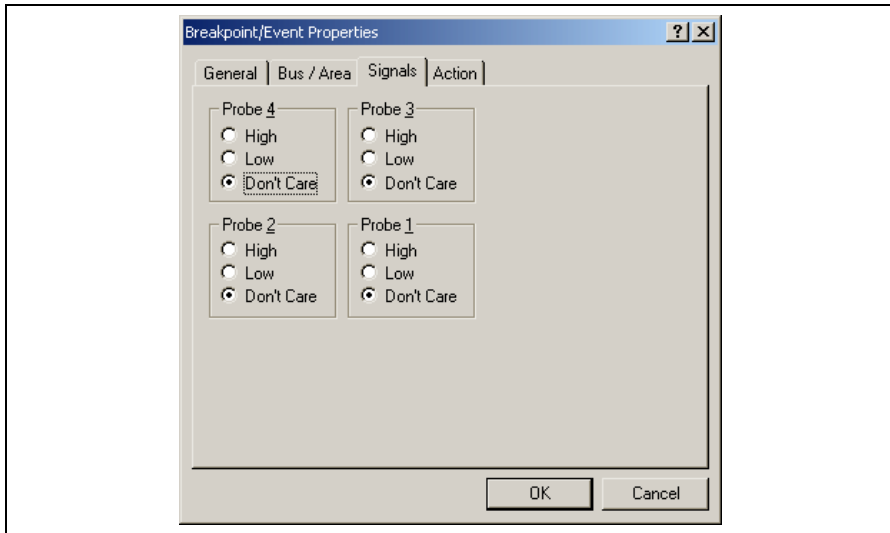 Breakpoint/Event Properties
General Bus / Area Signals Action
Probe 4 Probe 3
High High
Low Low
Don't Care Don't Care
Probe 2 Probe 1
High High
Low Low
Don't Care Don't Care
OK Cancel